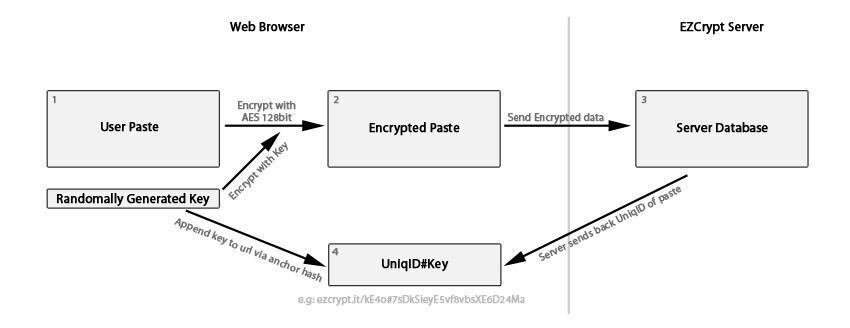 Web Browser
EZCrypt Server
1
User Paste
Encrypt with
AES 128bit
2
Encrypted Paste
Send Encrypted data
3
Server Database
Randomally Generated Key
Encrypt with Key
Append key to url via anchor hash
4
UniqID#Key
Server sends back UniqID of paste
e.g: ezcrypt.it/kE4o#7sDkSieyE5vf8vbsXE6D24Ma